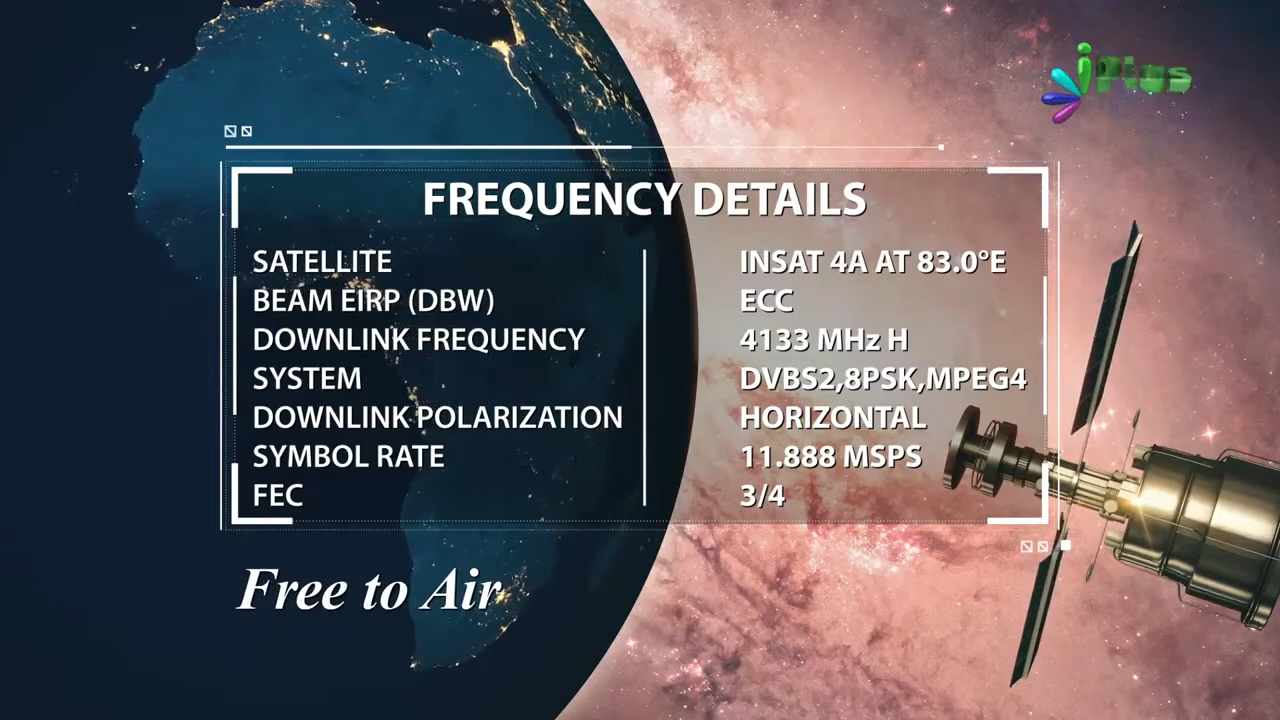 iPlus
FREQUENCY DETAILS
SATELLITE INSAT 4A AT 83.0°E
BEAM EIRP (DBW) ECC
DOWNLINK FREQUENCY 4133 MHz H
SYSTEM DVBS2,8PSK,MPEG4
DOWNLINK POLARIZATION HORIZONTAL
SYMBOL RATE 11.888 MSPS
FEC 3/4
Free to Air